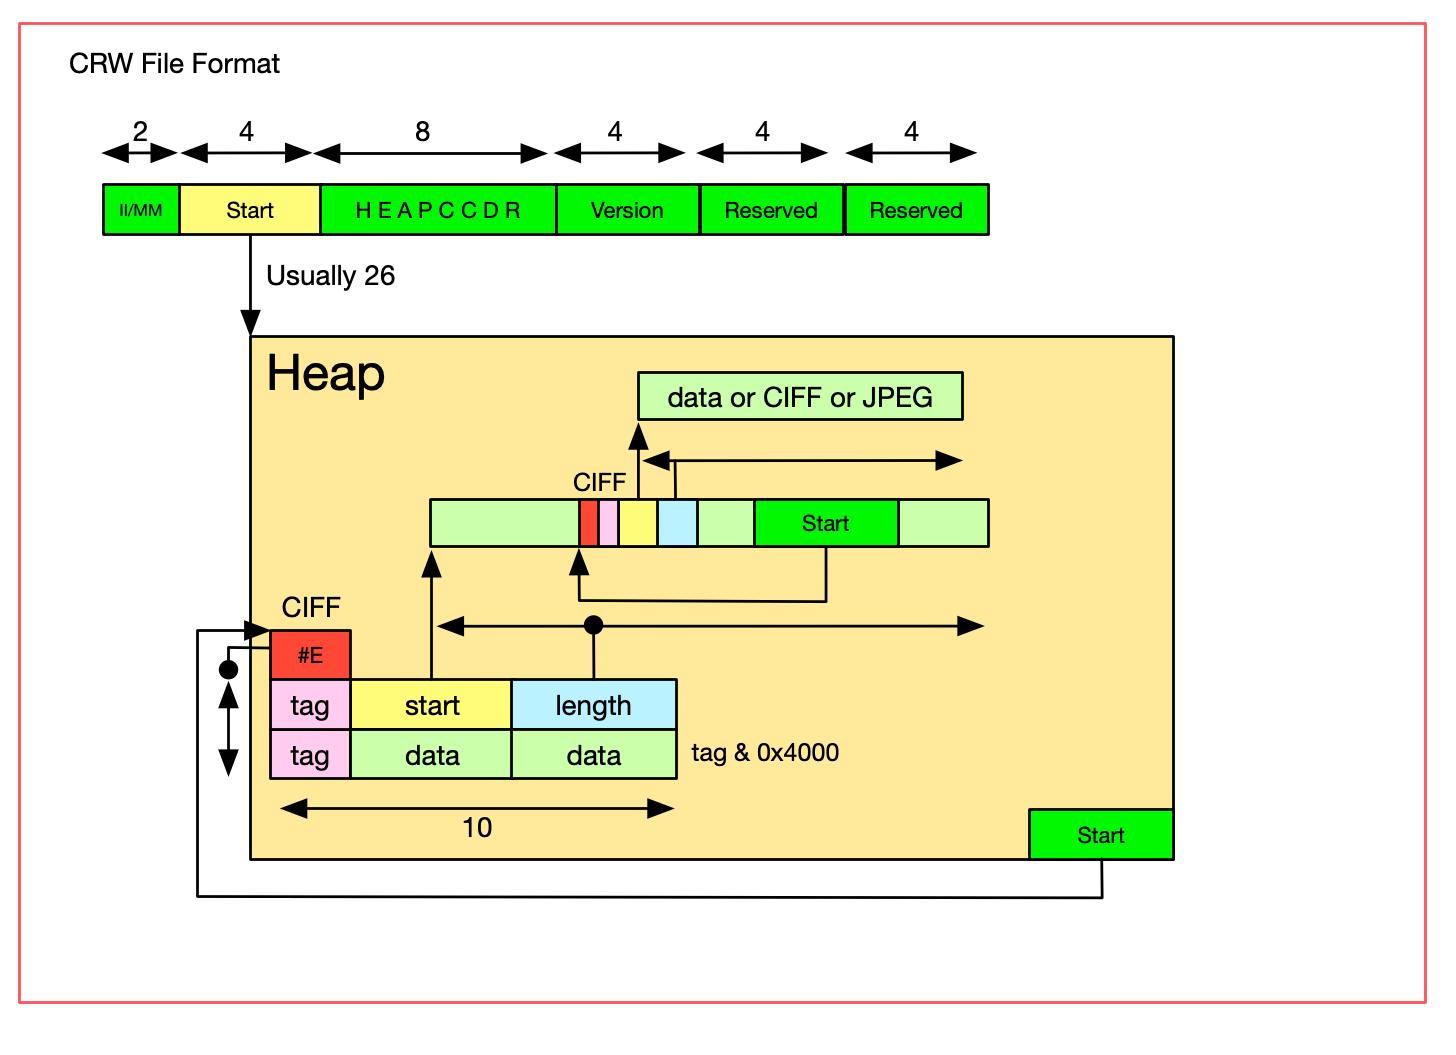 CRW File Format
2 4 8 4 4 4
II/MM Start H E A P C C D R Version Reserved Reserved
Usually 26
Heap
data or CIFF or JPEG
CIFF
Start
CIFF
#E
tag start length
tag data data tag & 0x4000
10
Start